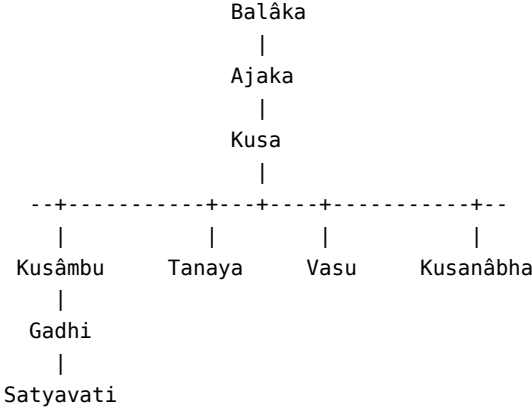 Balâka
|
Ajaka
|
Kusa
|
--+-----------+---+----+-----------+--
| | | |
Kusâmbu Tanaya Vasu Kusanâbha
|
Gadhi
|
Satyavati